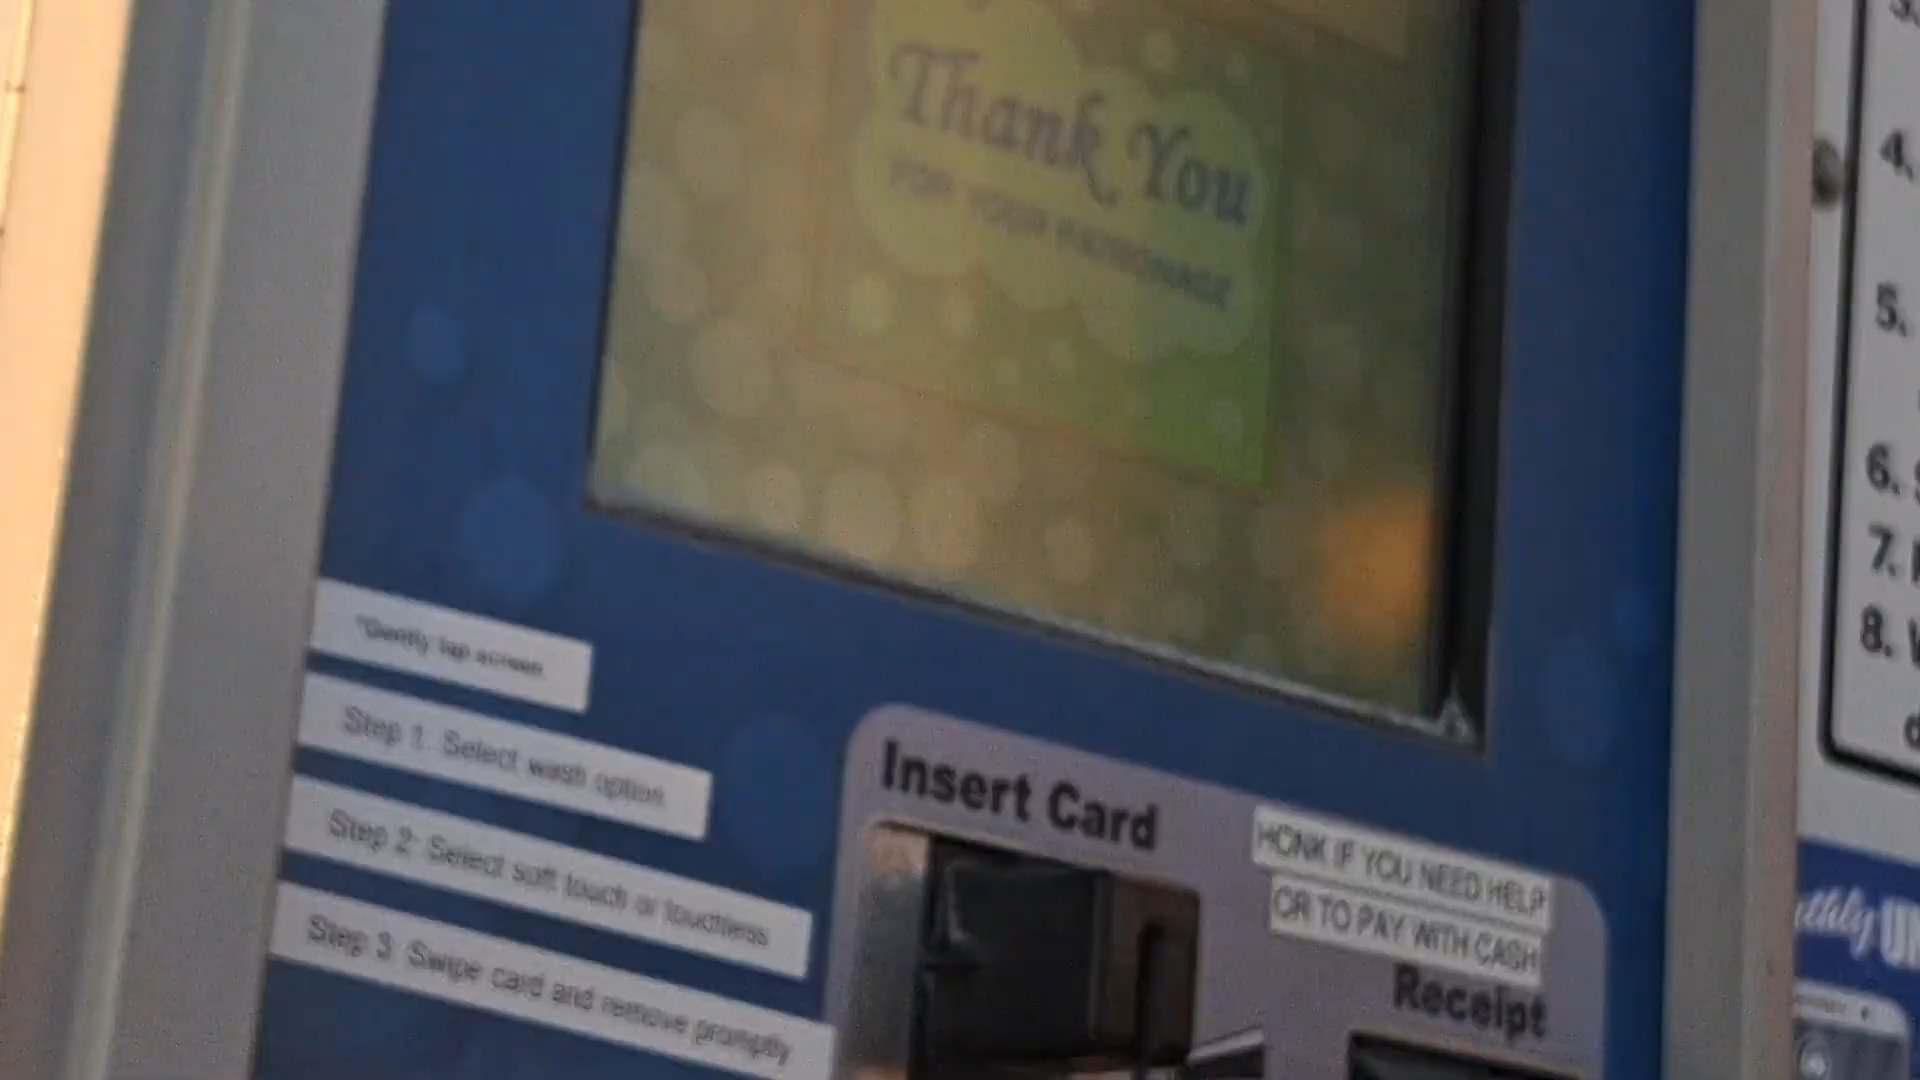 Thank You
FOR YOUR PATRONAGE
*Gently tap screen
Step 1: Select wash option
Step 2: Select soft touch or touchless
Step 3: Swipe card and remove promptly
Insert Card
HONK IF YOU NEED HELP
OR TO PAY WITH CASH
Receipt
4.
5.
6.
7.
8.